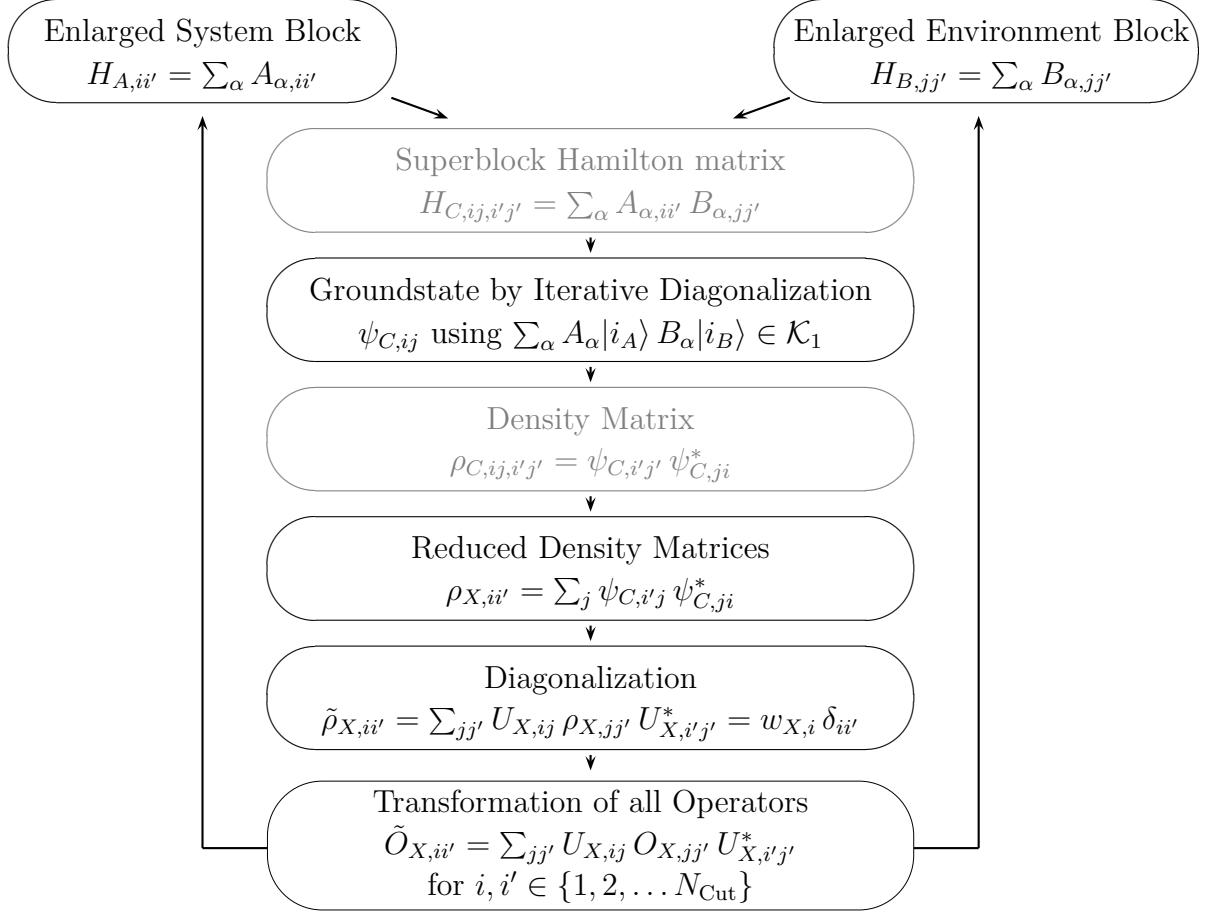 Enlarged System Block
H_{A,ii'} = ∑_α A_{α,ii'}
Enlarged Environment Block
H_{B,jj'} = ∑_α B_{α,jj'}
Superblock Hamilton matrix
H_{C,ij,i'j'} = ∑_α A_{α,ii'} B_{α,jj'}
Groundstate by Iterative Diagonalization
ψ_{C,ij} using ∑_α A_α|i_A⟩ B_α|i_B⟩ ∈ 𝒦_1
Density Matrix
ρ_{C,ij,i'j'} = ψ_{C,i'j'} ψ*_{C,ji}
Reduced Density Matrices
ρ_{X,ii'} = ∑_j ψ_{C,i'j} ψ*_{C,ji}
Diagonalization
ρ̃_{X,ii'} = ∑_{jj'} U_{X,ij} ρ_{X,jj'} U*_{X,i'j'} = w_{X,i} δ_{ii'}
Transformation of all Operators
Õ_{X,ii'} = ∑_{jj'} U_{X,ij} O_{X,jj'} U*_{X,i'j'}
for i, i' ∈ {1, 2, … N_{Cut}}